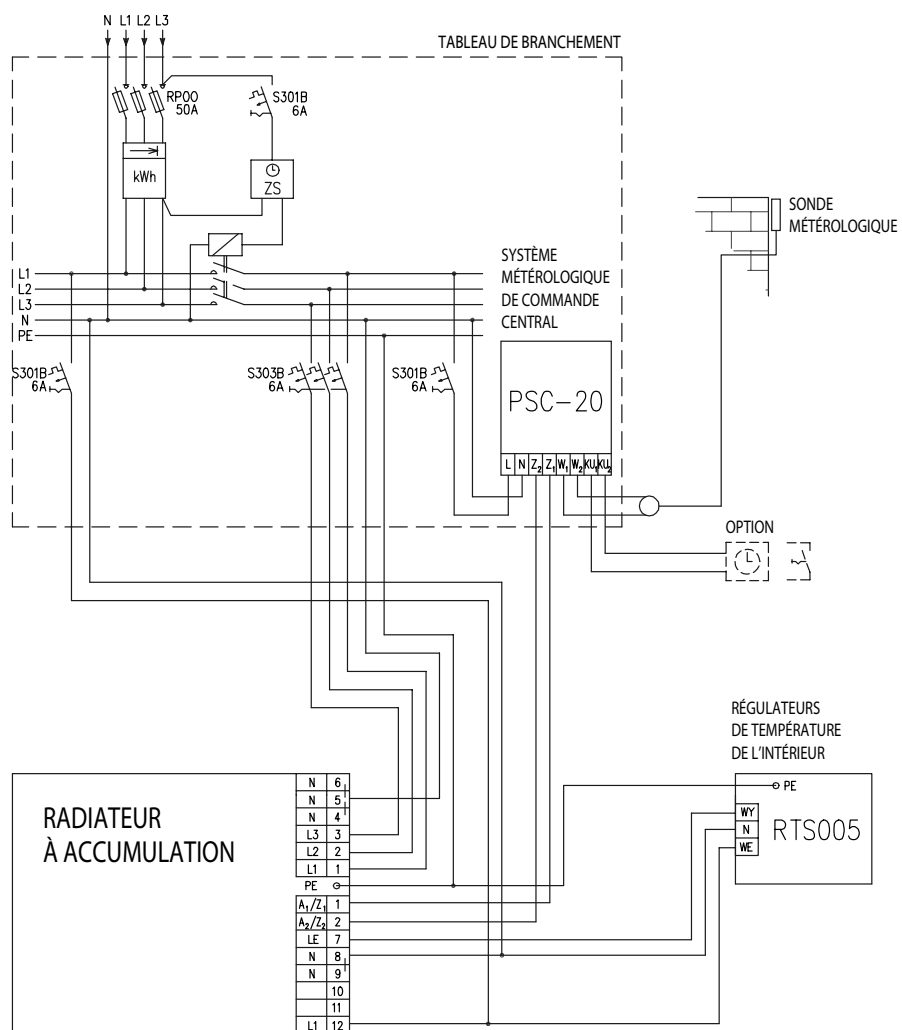 N L1 L2 L3
TABLEAU DE BRANCHEMENT
RP00
50A
S301B
6A
kWh
ZS
SONDE
MÉTÉROLOGIQUE
SYSTÈME
MÉTÉROLOGIQUE
DE COMMANDE
CENTRAL
L1
L2
L3
N
PE
S301B
6A
S303B
6A
S301B
6A
PSC-20
L N Z₂ Z₁ W₁ W₂ KU₁ KU₂
OPTION
RÉGULATEURS
DE TEMPÉRATURE
DE L'INTÉRIEUR
PE
WY
N
WE
RTS005
RADIATEUR
À ACCUMULATION
N 6
N 5
N 4
L3 3
L2 2
L1 1
PE
A₁/Z₁ 1
A₂/Z₂ 2
LE 7
N 8
N 9
10
11
L1 12